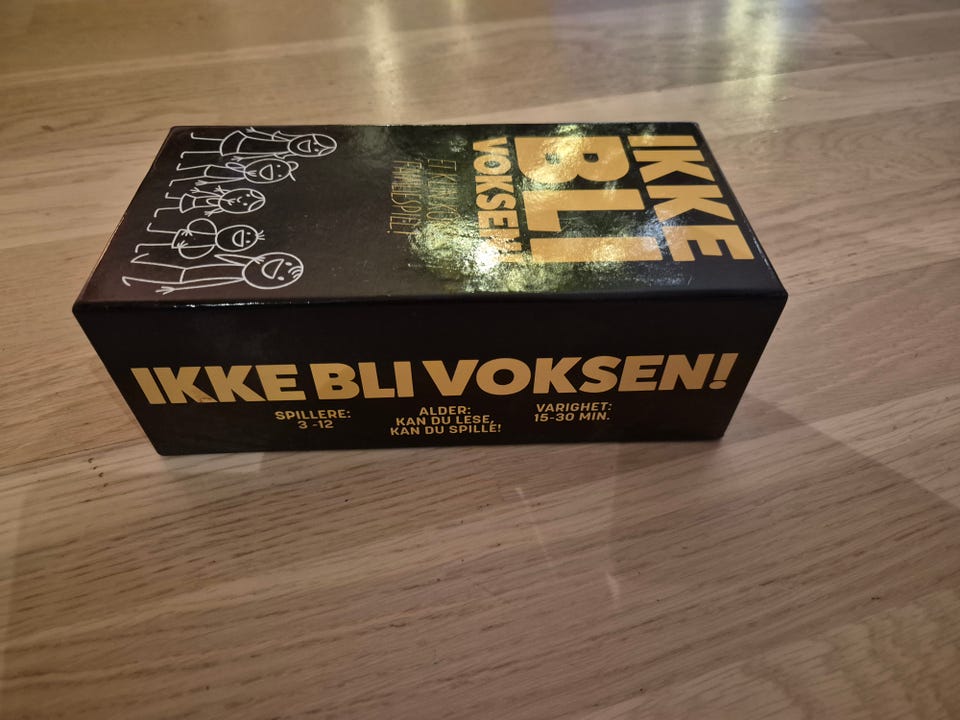 IKKE
BLI
VOKSEN!
FAMILIESPILL
IKKE BLI VOKSEN!
SPILLERE:
3 -12
ALDER:
KAN DU LESE,
KAN DU SPILLE!
VARIGHET:
15-30 MIN.